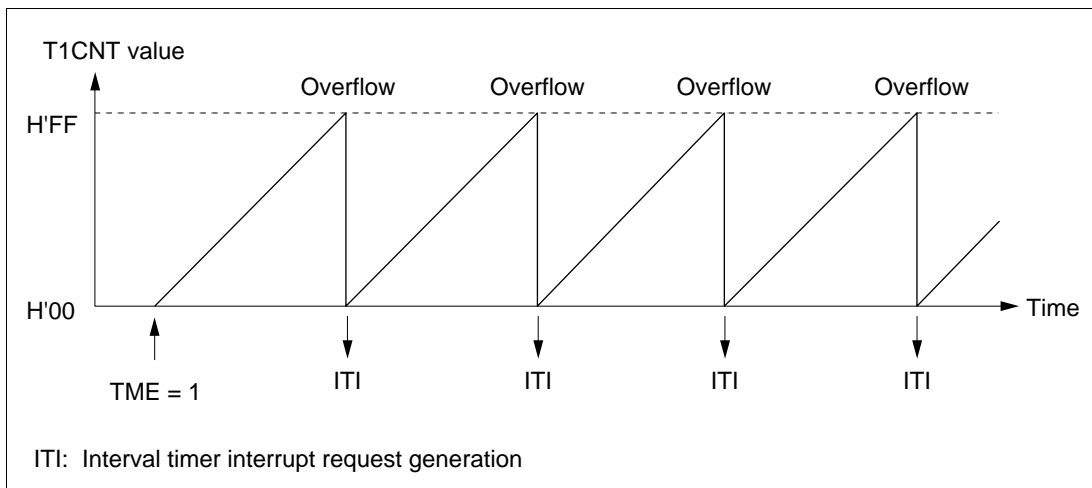 T1CNT value
Overflow Overflow Overflow Overflow
H'FF
H'00
Time
ITI ITI ITI ITI
TME = 1
ITI: Interval timer interrupt request generation